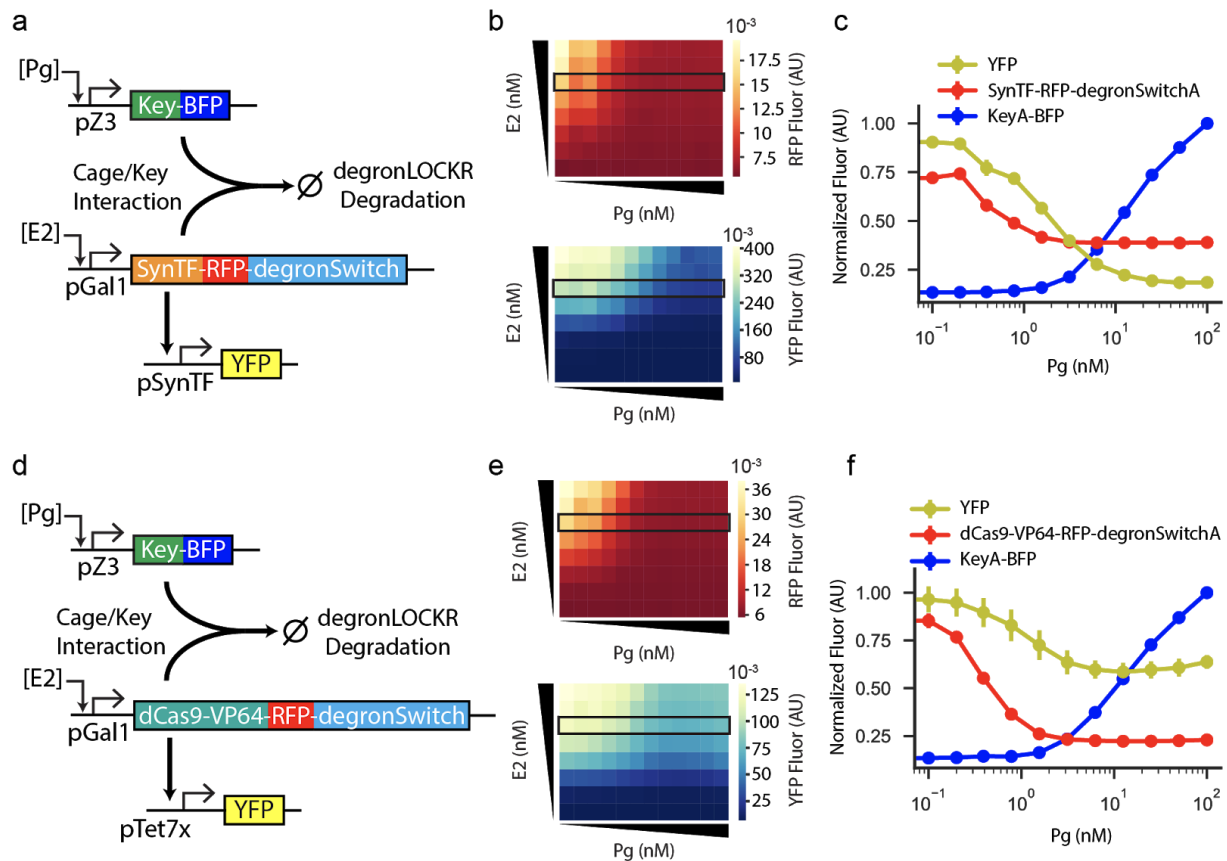 a
[Pg]
pZ3
Key-BFP
Cage/Key
Interaction
degronLOCKR
Degradation
[E2]
pGal1
SynTF-RFP-degronSwitch
pSynTF
YFP
b
10-3
E2 (nM)
Pg (nM)
17.5
15
12.5
10
7.5
RFP Fluor (AU)
10-3
E2 (nM)
Pg (nM)
400
320
240
160
80
YFP Fluor (AU)
c
YFP
SynTF-RFP-degronSwitchA
KeyA-BFP
Normalized Fluor (AU)
1.00
0.75
0.50
0.25
10-1 100 101 102
Pg (nM)
d
[Pg]
pZ3
Key-BFP
Cage/Key
Interaction
degronLOCKR
Degradation
[E2]
pGal1
dCas9-VP64-RFP-degronSwitch
pTet7x
YFP
e
10-3
E2 (nM)
Pg (nM)
36
30
24
18
12
6
RFP Fluor (AU)
10-3
E2 (nM)
Pg (nM)
125
100
75
50
25
YFP Fluor (AU)
f
YFP
dCas9-VP64-RFP-degronSwitchA
KeyA-BFP
Normalized Fluor (AU)
1.00
0.75
0.50
0.25
10-1 100 101 102
Pg (nM)